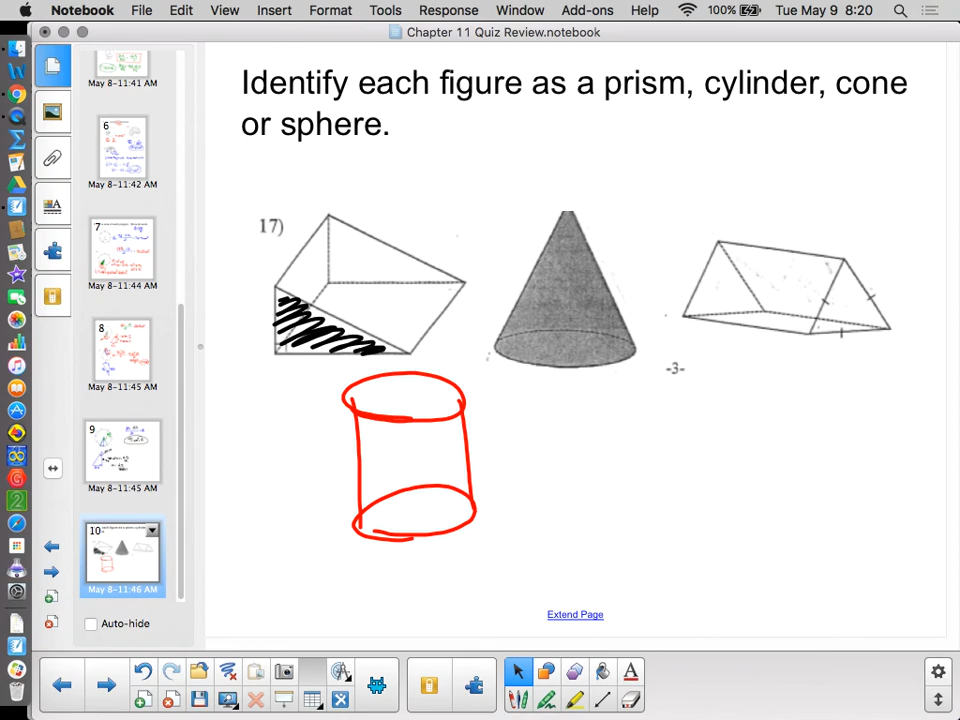 Notebook File Edit View Insert Format Tools Response Window Add-ons Help 100% Tue May 9 8:20
Chapter 11 Quiz Review.notebook
May 8-11:41 AM
6
May 8-11:42 AM
7
May 8-11:44 AM
8
May 8-11:45 AM
9
May 8-11:45 AM
10
May 8-11:46 AM
Auto-hide
Identify each figure as a prism, cylinder, cone
or sphere.
17)
-3-
Extend Page